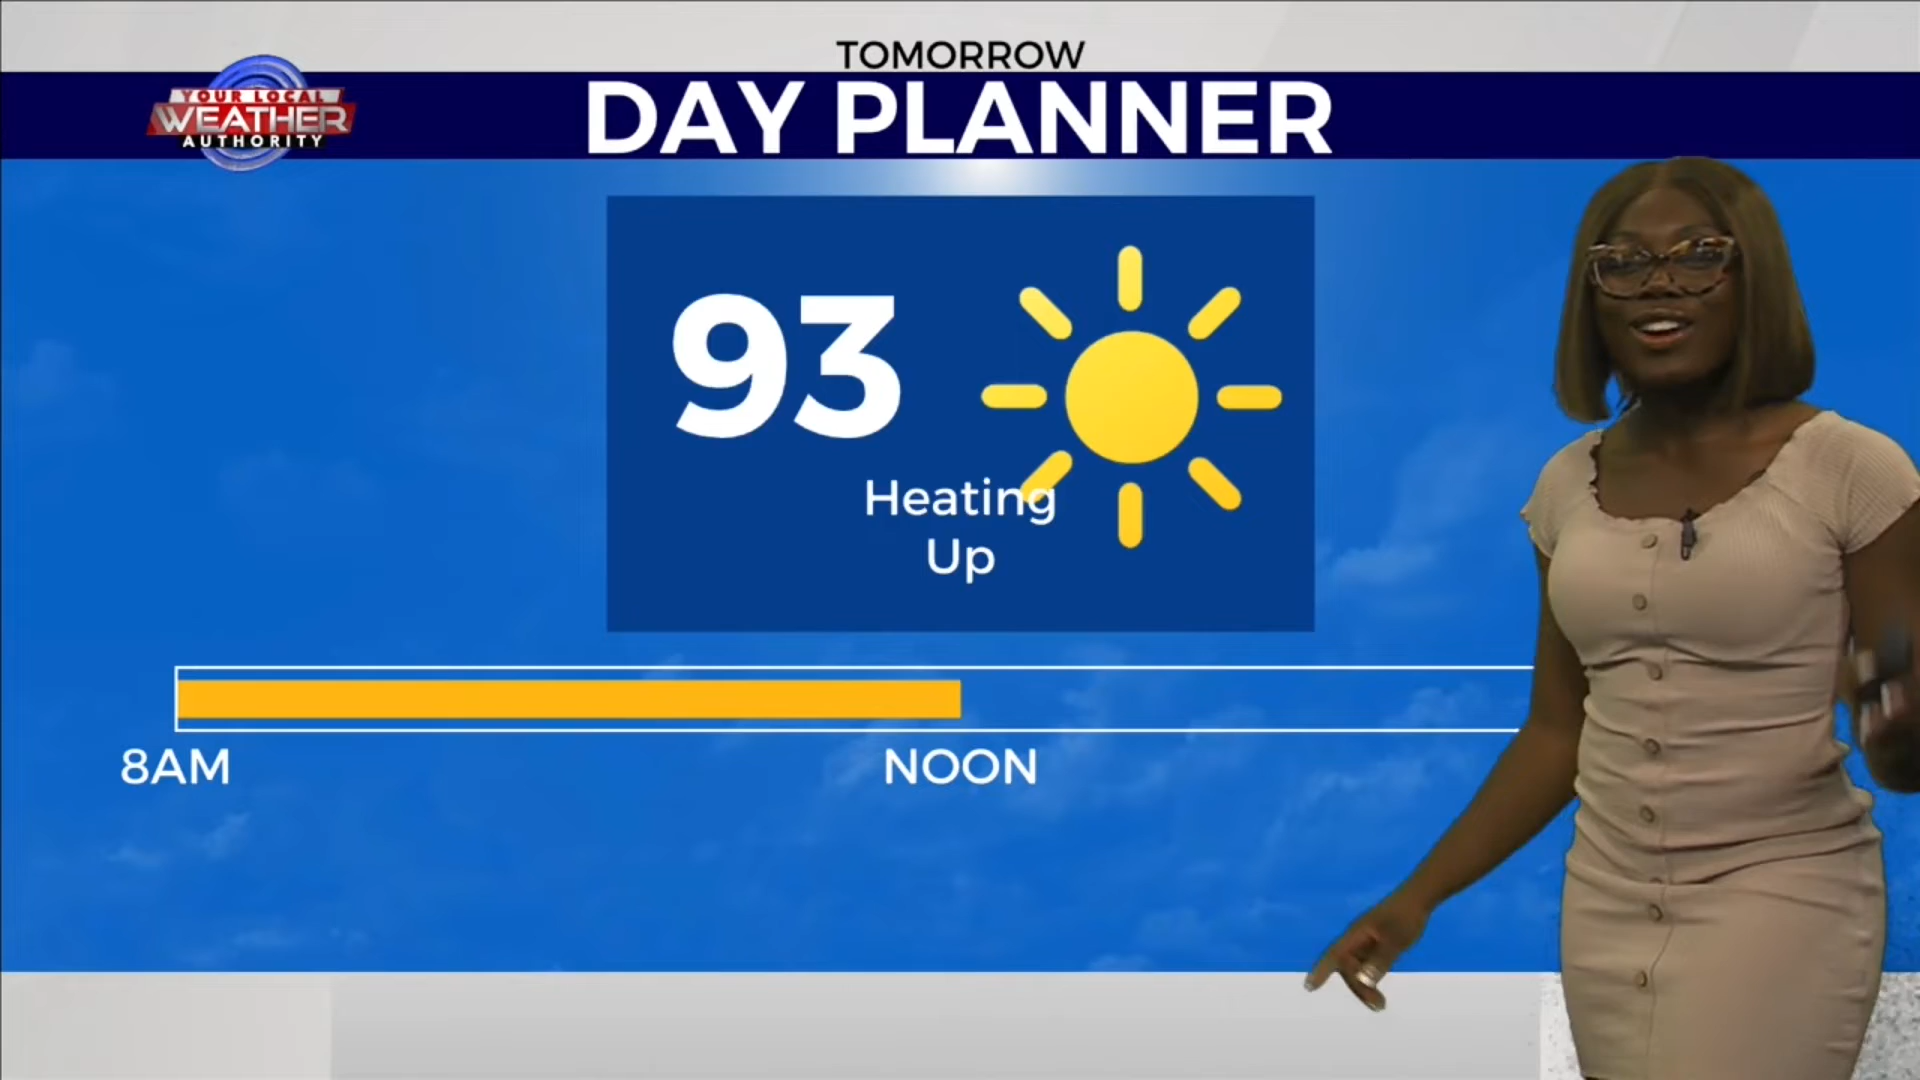 TOMORROW
DAY PLANNER
YOUR LOCAL
WEATHER
AUTHORITY
93
Heating
Up
8AM
NOON